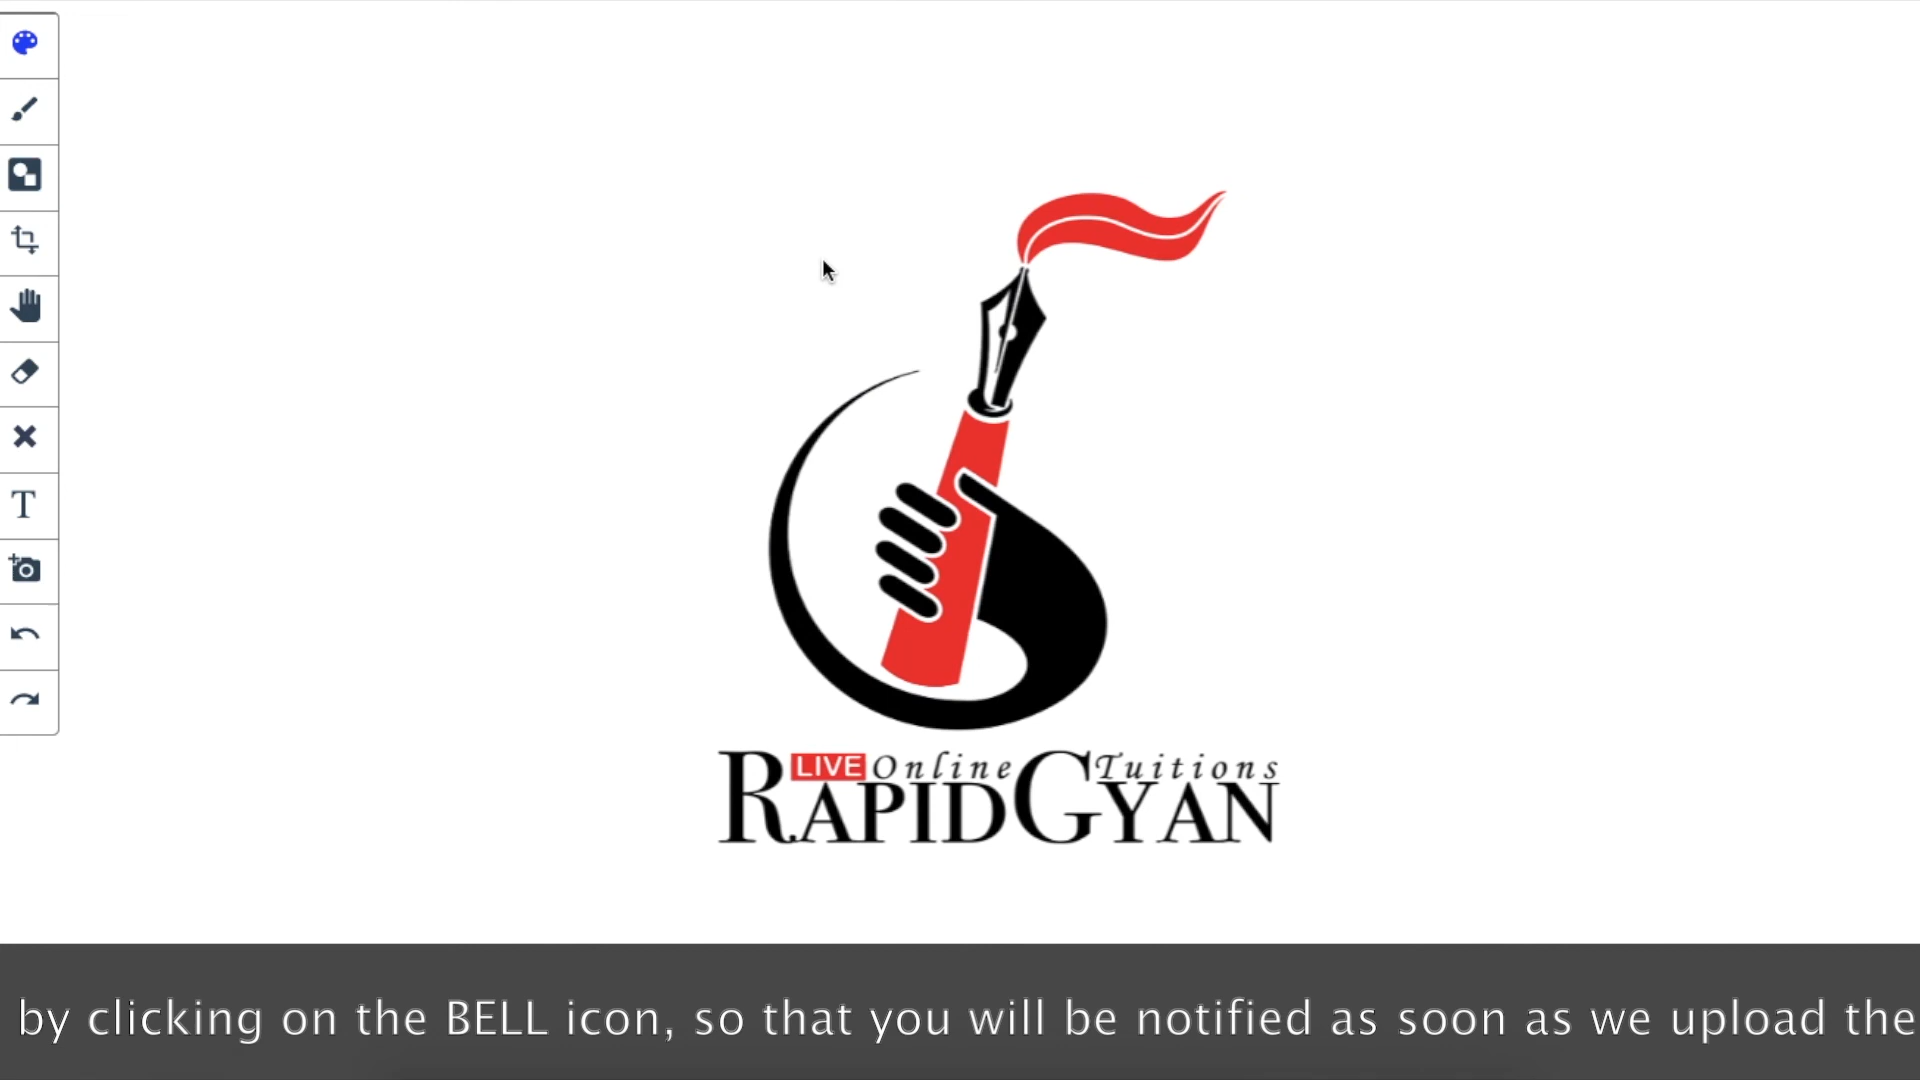 LIVE Online Tuitions
RAPIDGYAN
T
by clicking on the BELL icon, so that you will be notified as soon as we upload the